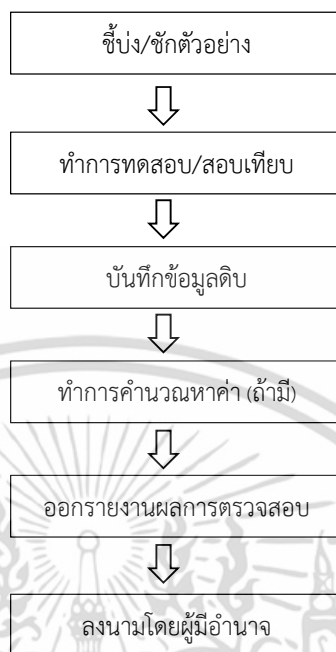 ชี้บ่ง/ชักตัวอย่าง
ทำการทดสอบ/สอบเทียบ
บันทึกข้อมูลดิบ
ทำการคำนวณหาค่า (ถ้ามี)
ออกรายงานผลการตรวจสอบ
ลงนามโดยผู้มีอำนาจ